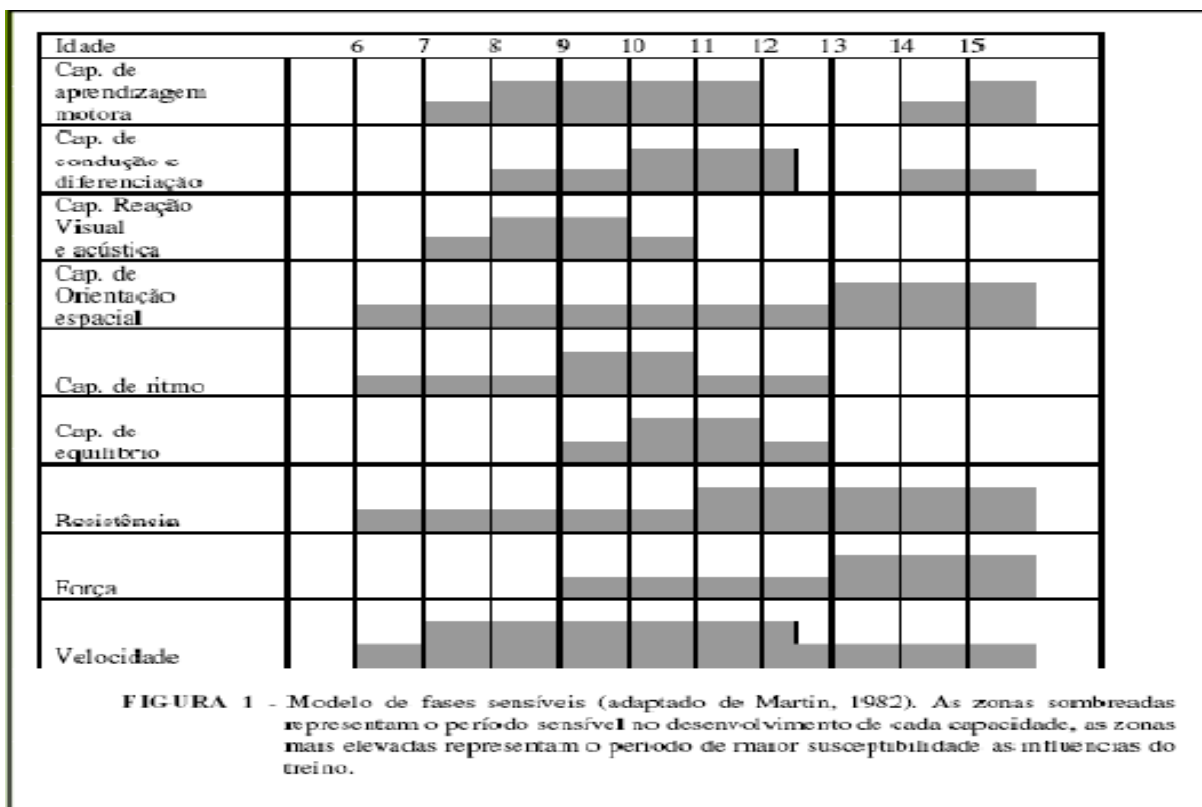 Idade 6 7 8 9 10 11 12 13 14 15
Cap. de
aprendizagem
motora
Cap. de
condução e
diferenciação
Cap. Reação
Visual
e acústica
Cap. de
Orientação
espacial
Cap. de ritmo
Cap. de
equilíbrio
Resistência
Força
Velocidade
FIGURA 1 - Modelo de fases sensíveis (adaptado de Martin, 1982). As zonas sombreadas
representam o período sensível no desenvolvimento de cada capacidade, as zonas
mais elevadas representam o período de maior susceptibilidade às influências do
treino.